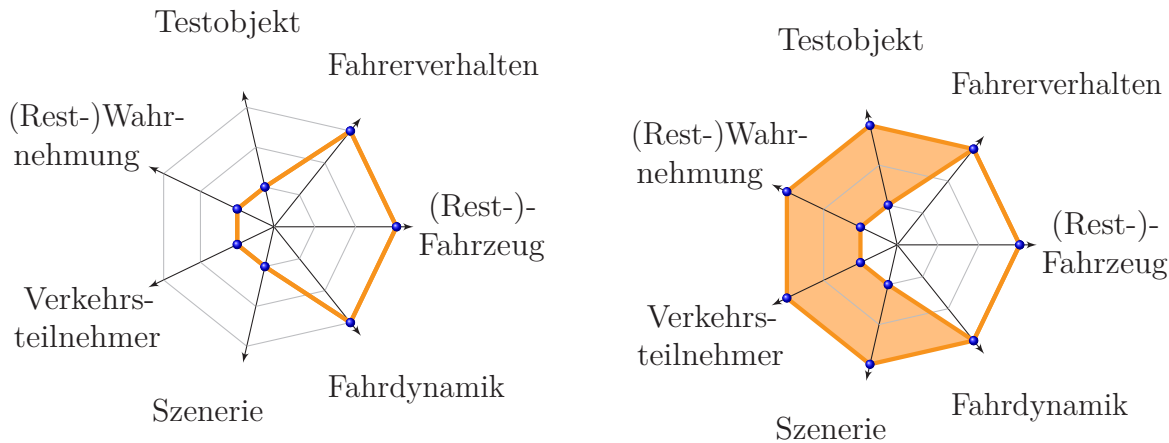 Testobjekt
Fahrerverhalten
(Rest-)Wahr-
nehmung
(Rest-)-
Fahrzeug
Verkehrs-
teilnehmer
Fahrdynamik
Szenerie
Testobjekt
Fahrerverhalten
(Rest-)Wahr-
nehmung
(Rest-)-
Fahrzeug
Verkehrs-
teilnehmer
Fahrdynamik
Szenerie